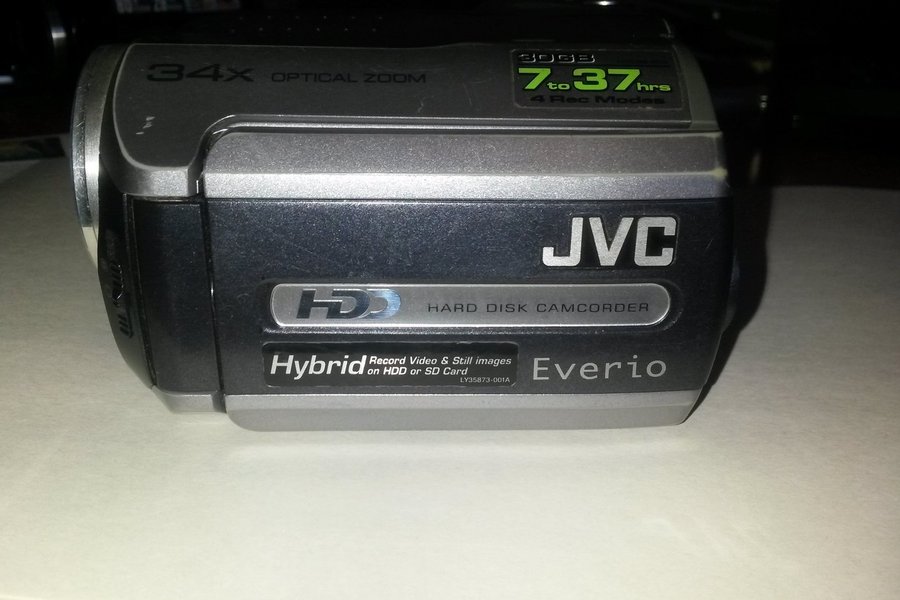 34X OPTICAL ZOOM
30GB
7 to 37 hrs
4 Rec Modes
JVC
HDD HARD DISK CAMCORDER
Hybrid Record Video & Still images
on HDD or SD Card
LY35873-001A
Everio